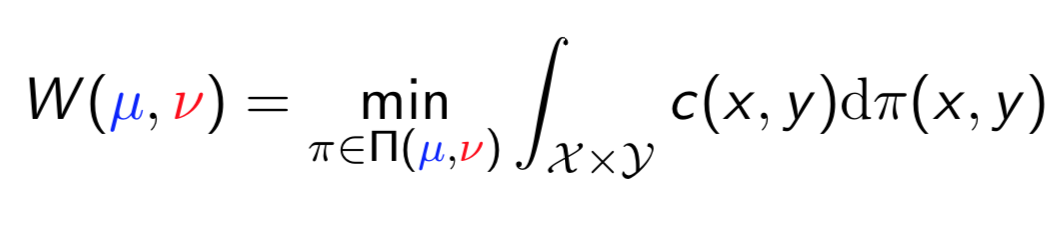 W(μ, ν) = min_{π∈Π(μ,ν)} ∫_{𝒳×𝒴} c(x, y)dπ(x, y)